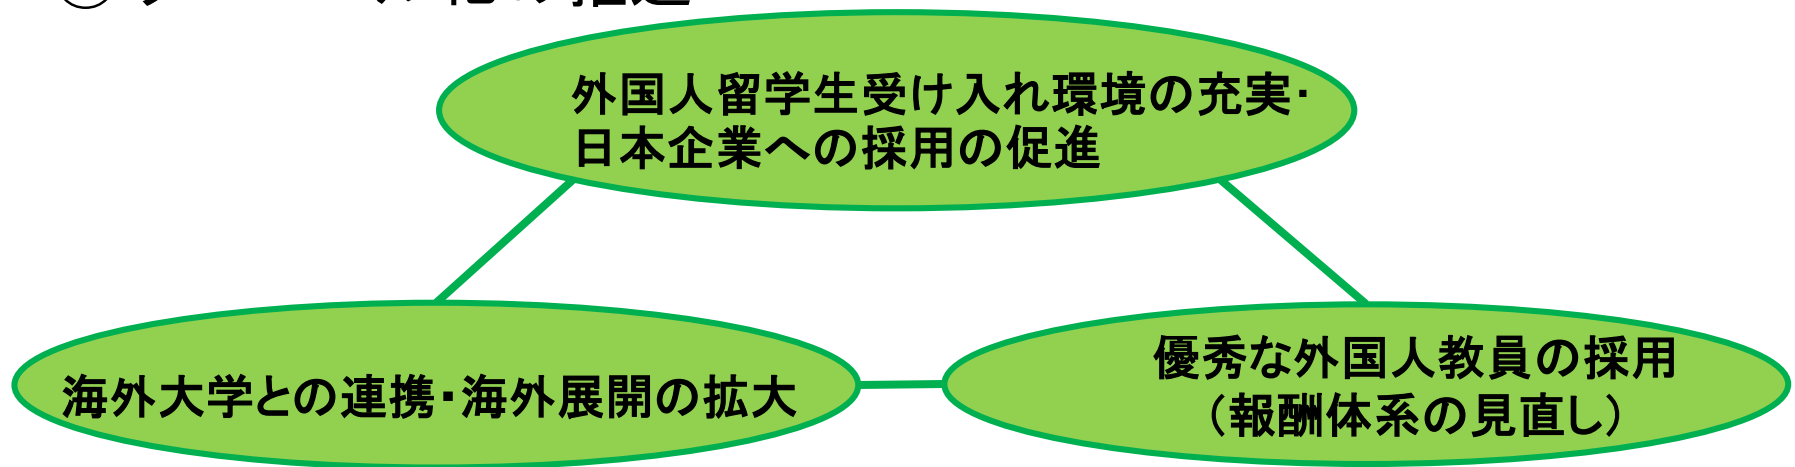 外国人留学生受け入れ環境の充実・
日本企業への採用の促進
海外大学との連携・海外展開の拡大
優秀な外国人教員の採用
（報酬体系の見直し）